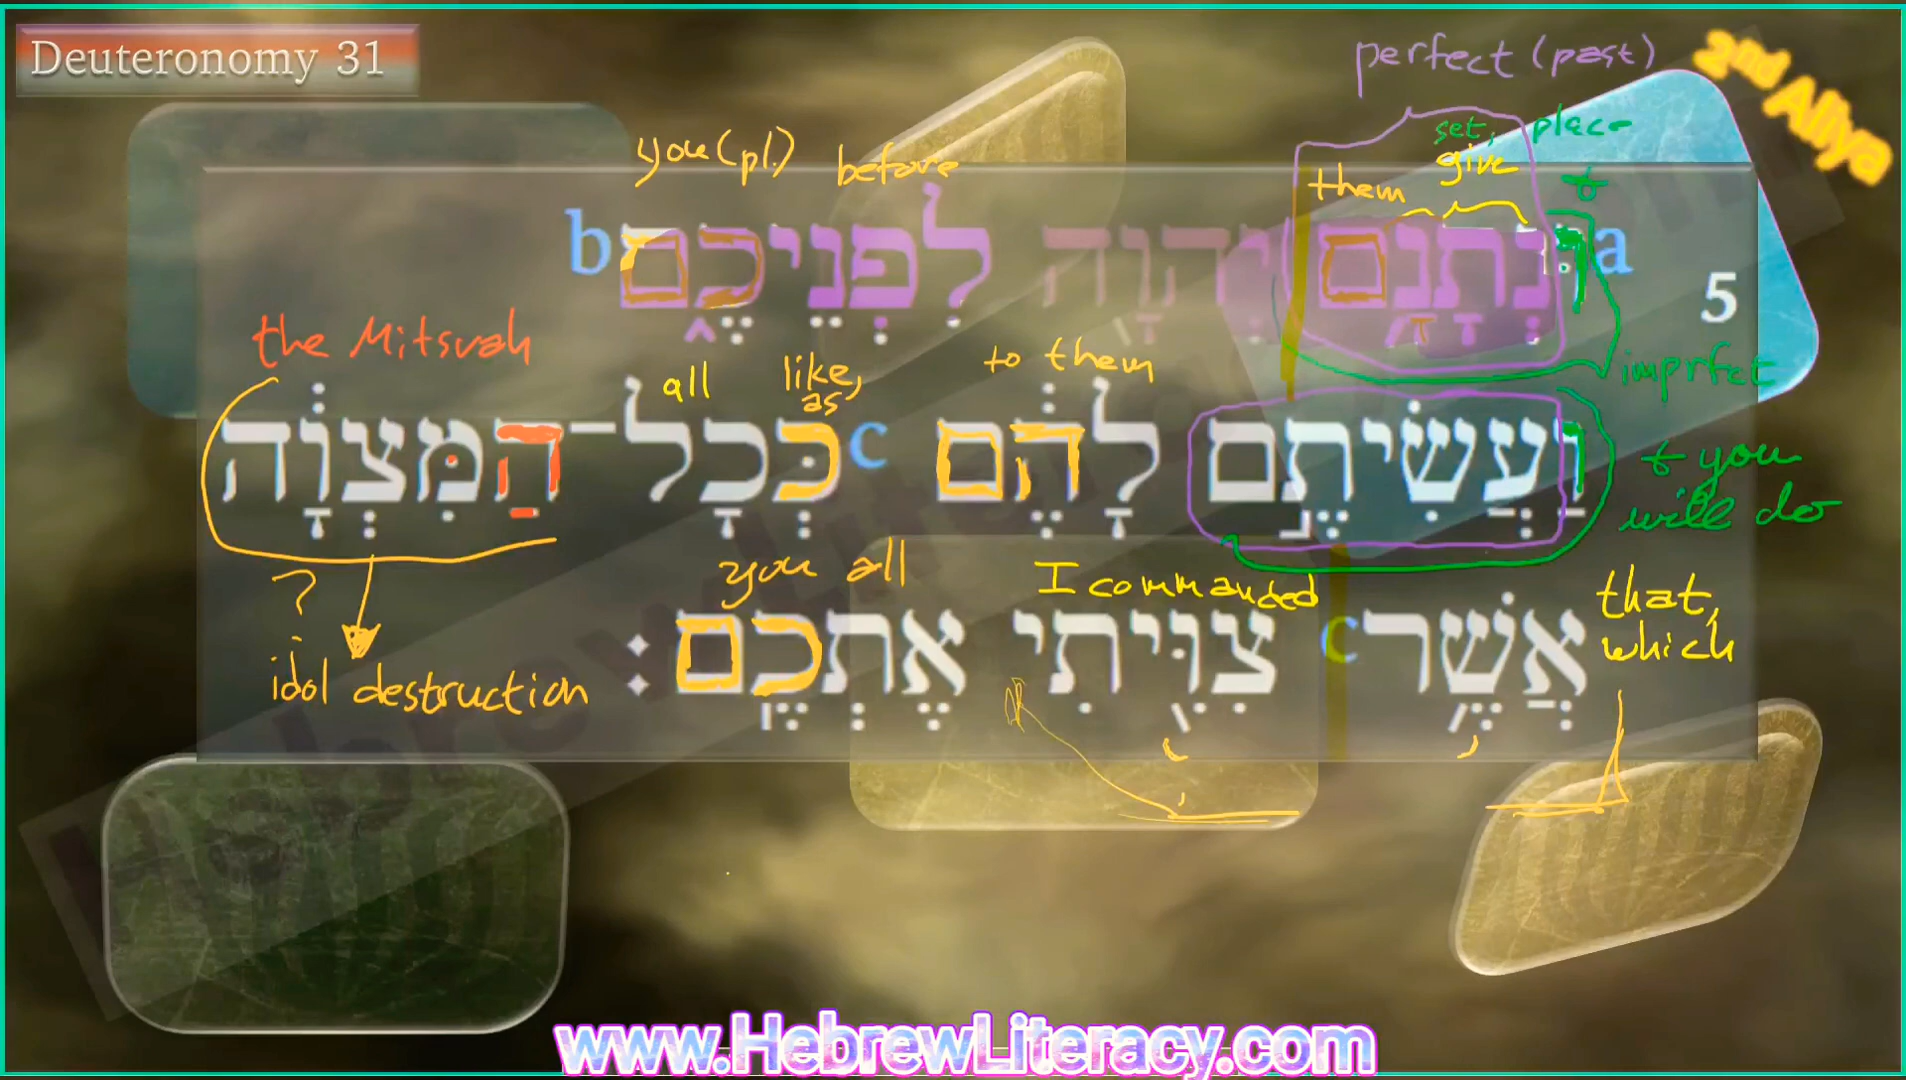 Deuteronomy 31
2nd Aliya
perfect (past)
set, place
you (pl.) before them give &
b וּנְתָנָ֥ם יְהוָ֖ה לִפְנֵיכֶ֑ם a
5
imprfet
the Mitsvah all like, as to them
וַעֲשִׂיתֶ֣ם לָהֶ֔ם c כְּכָל־הַמִּצְוָ֔ה
& you will do
?
idol destruction
you all I commanded that, which
אֲשֶׁ֥ר c צִוִּ֖יתִי אֶתְכֶֽם׃
www.HebrewLiteracy.com